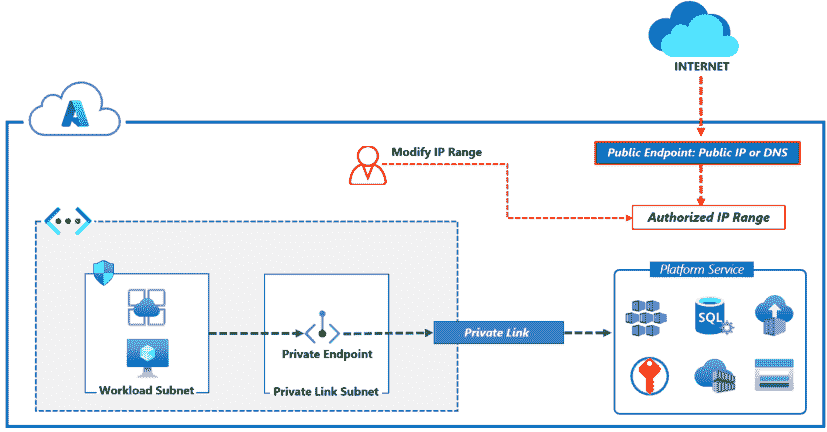 INTERNET
Modify IP Range
Public Endpoint: Public IP or DNS
Authorized IP Range
Platform Service
SQL
Private Link
Private Endpoint
Workload Subnet
Private Link Subnet